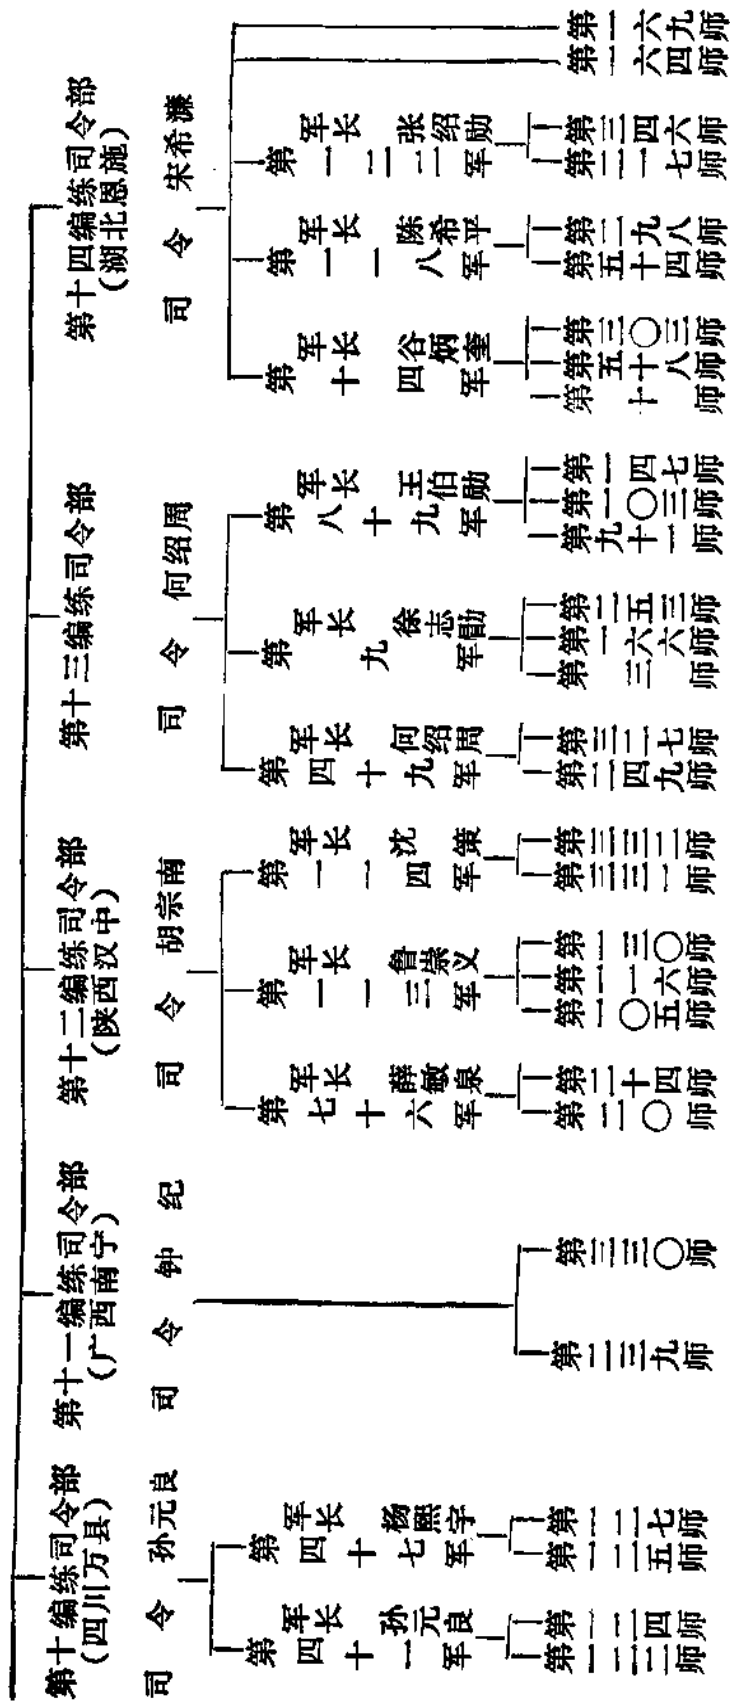 第十编练司令部
（四川万县）
司令 孙元良
第四十一军
军长 孙元良
第一二二师
第一二四师
第四十七军
军长 杨熙宇
第一二五师
第一二七师
第十一编练司令部
（广西南宁）
司令 钟纪
第二三九师
第三三〇师
第十二编练司令部
（陕西汉中）
司令 胡宗南
第七十六军
军长 薛敏泉
第二〇师
第二十四师
第一一三军
军长 鲁崇义
第一〇五师
第二一六师
第一三〇师
第一一四军
军长 沈策
第三三一师
第三三二师
第十三编练司令部
司令 何绍周
第四十九军
军长 何绍周
第二四九师
第三二七师
第九军
军长 徐志勖
第三师
第一六六师
第二五三师
第八十九军
军长 王伯勋
第九十一师
第一〇三师
第一四七师
第十四编练司令部
（湖北恩施）
司令 宋希濂
第十四军
军长 谷炳奎
第十师
第五十八师
第三〇三师
第一一八军
军长 陈希平
第五十四师
第二九八师
第一二二军
军长 张绍勋
第二一七师
第三四六师
第一六四师
第一六九师